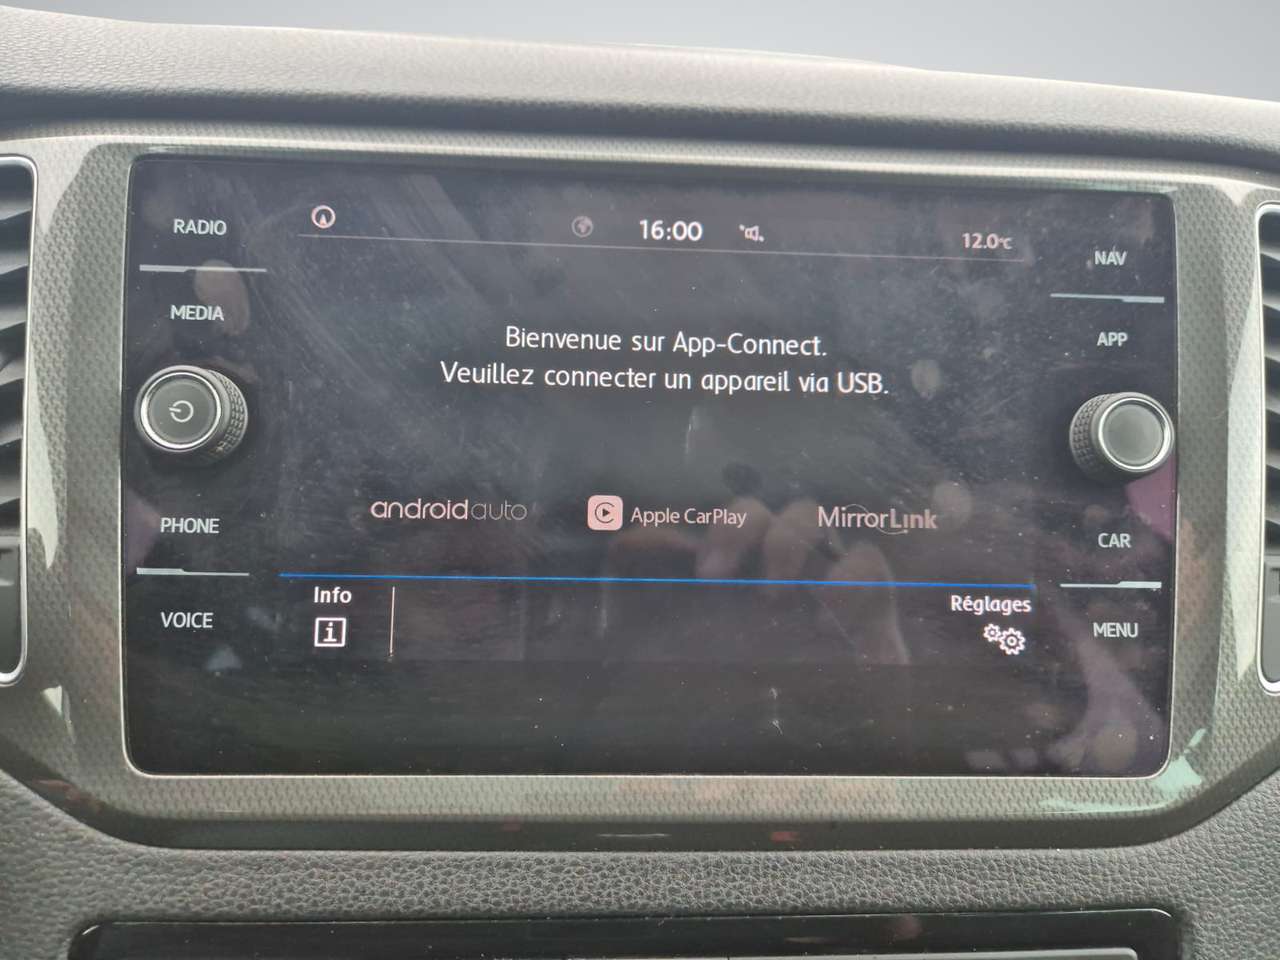 RADIO
MEDIA
PHONE
VOICE
16:00
12.0°C
Bienvenue sur App-Connect.
Veuillez connecter un appareil via USB.
androidauto
Apple CarPlay
MirrorLink
Info
i
Réglages
NAV
APP
CAR
MENU